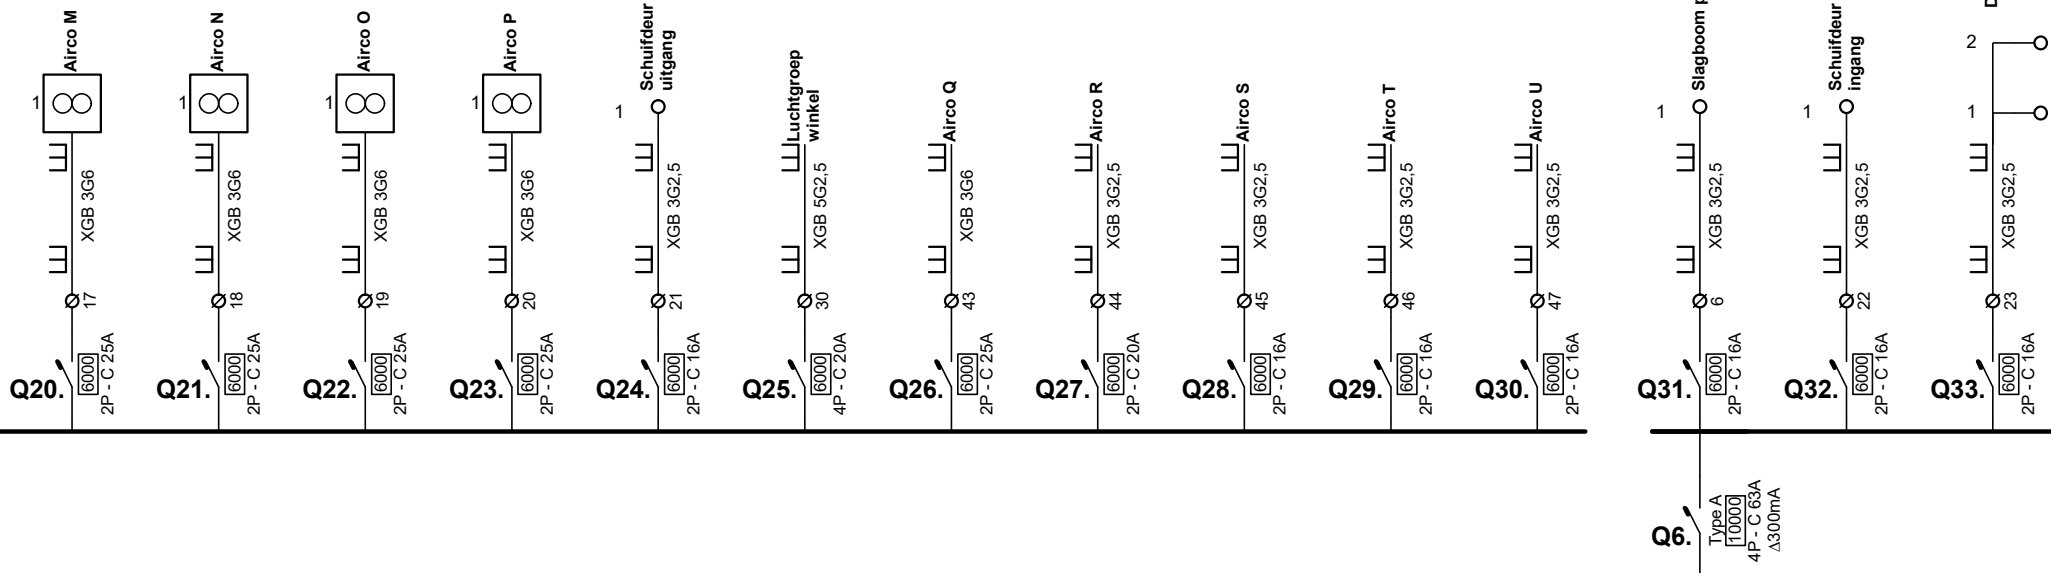 Airco M
1
XGB 3G6
17
Q20.
6000
2P - C 25A
Airco N
1
XGB 3G6
18
Q21.
6000
2P - C 25A
Airco O
1
XGB 3G6
19
Q22.
6000
2P - C 25A
Airco P
1
XGB 3G6
20
Q23.
6000
2P - C 25A
Schuifdeur
uitgang
1
XGB 3G2,5
21
Q24.
6000
2P - C 16A
Luchtgroep
winkel
XGB 5G2,5
30
Q25.
6000
4P - C 20A
Airco Q
XGB 3G6
43
Q26.
6000
2P - C 25A
Airco R
XGB 3G2,5
44
Q27.
6000
2P - C 20A
Airco S
XGB 3G2,5
45
Q28.
6000
2P - C 16A
Airco T
XGB 3G2,5
46
Q29.
6000
2P - C 16A
Airco U
XGB 3G2,5
47
Q30.
6000
2P - C 16A
Slagboom
1
XGB 3G2,5
6
Q31.
6000
2P - C 16A
Schuifdeur
ingang
1
XGB 3G2,5
22
Q32.
6000
2P - C 16A
2
1
XGB 3G2,5
23
Q33.
6000
2P - C 16A
Q6.
Type A
10000
4P - C 63A
Δ300mA